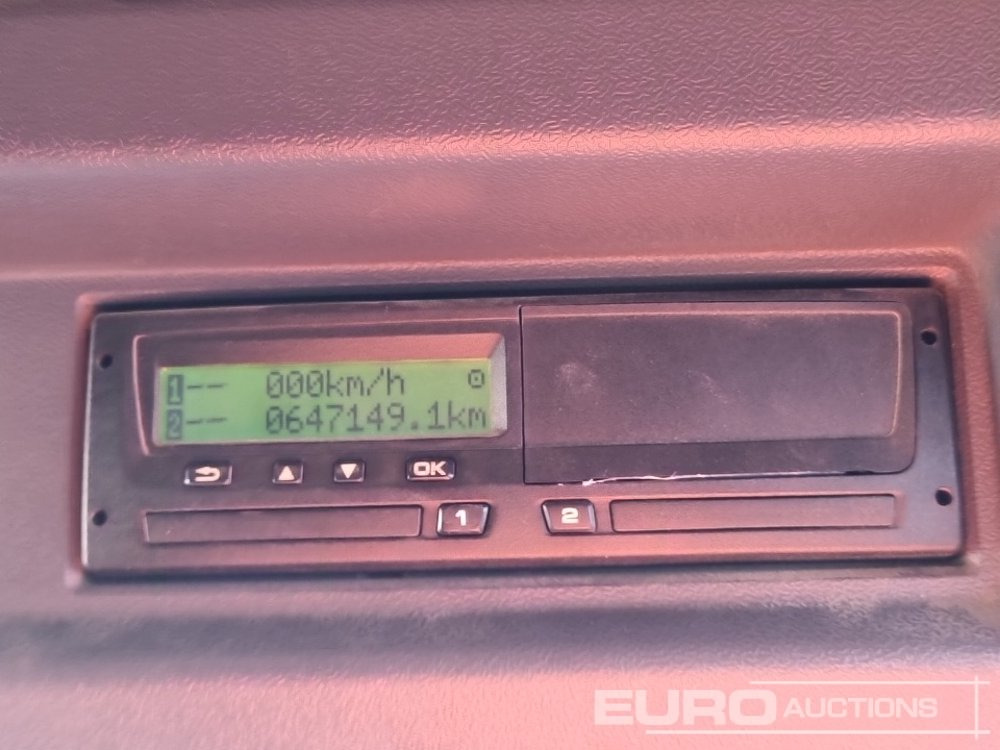 1-- 000km/h
2-- 0647149.1km
OK
1 2
EURO AUCTIONS